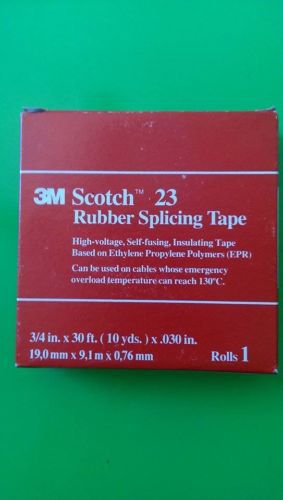 3M Scotch™ 23
Rubber Splicing Tape
High-voltage, Self-fusing, Insulating Tape
Based on Ethylene Propylene Polymers (EPR)
Can be used on cables whose emergency
overload temperature can reach 130°C.
3/4 in. x 30 ft. ( 10 yds. ) x .030 in.
19,0 mm x 9,1 m x 0,76 mm Rolls 1